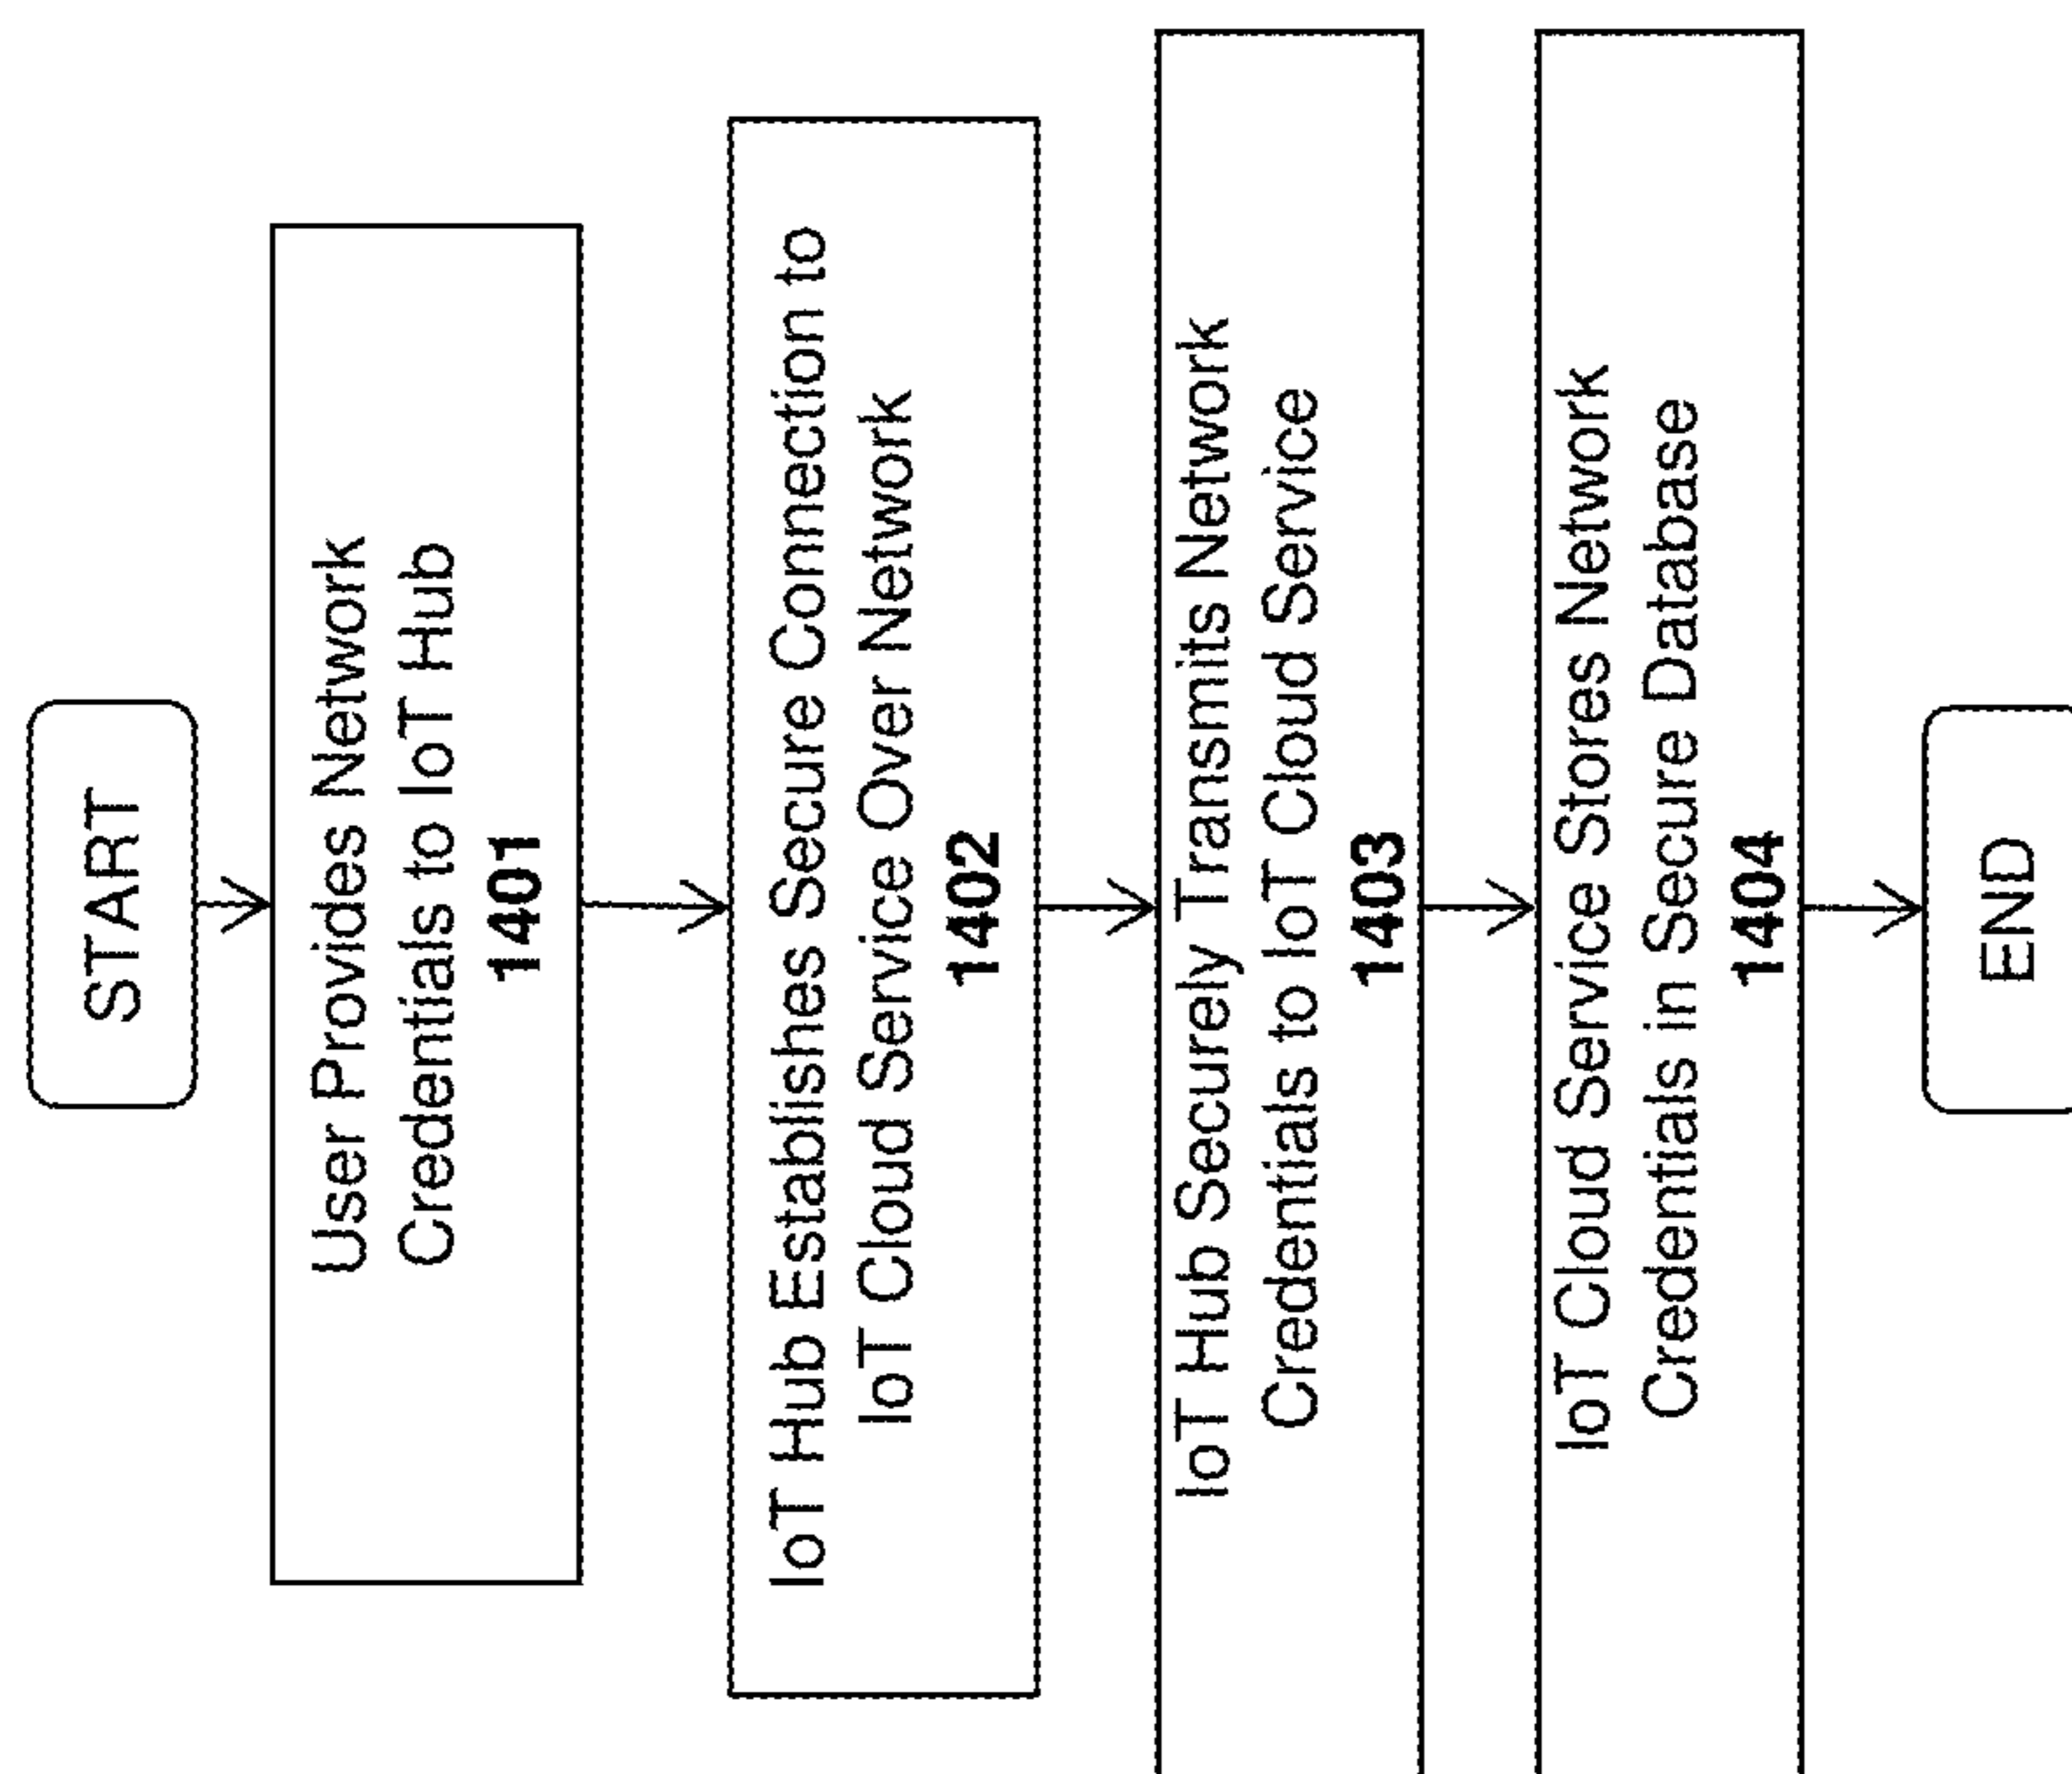 START
User Provides Network
Credentials to IoT Hub
1401
IoT Hub Establishes Secure Connection to
IoT Cloud Service Over Network
1402
IoT Hub Securely Transmits Network
Credentials to IoT Cloud Service
1403
IoT Cloud Service Stores Network
Credentials in Secure Database
1404
END